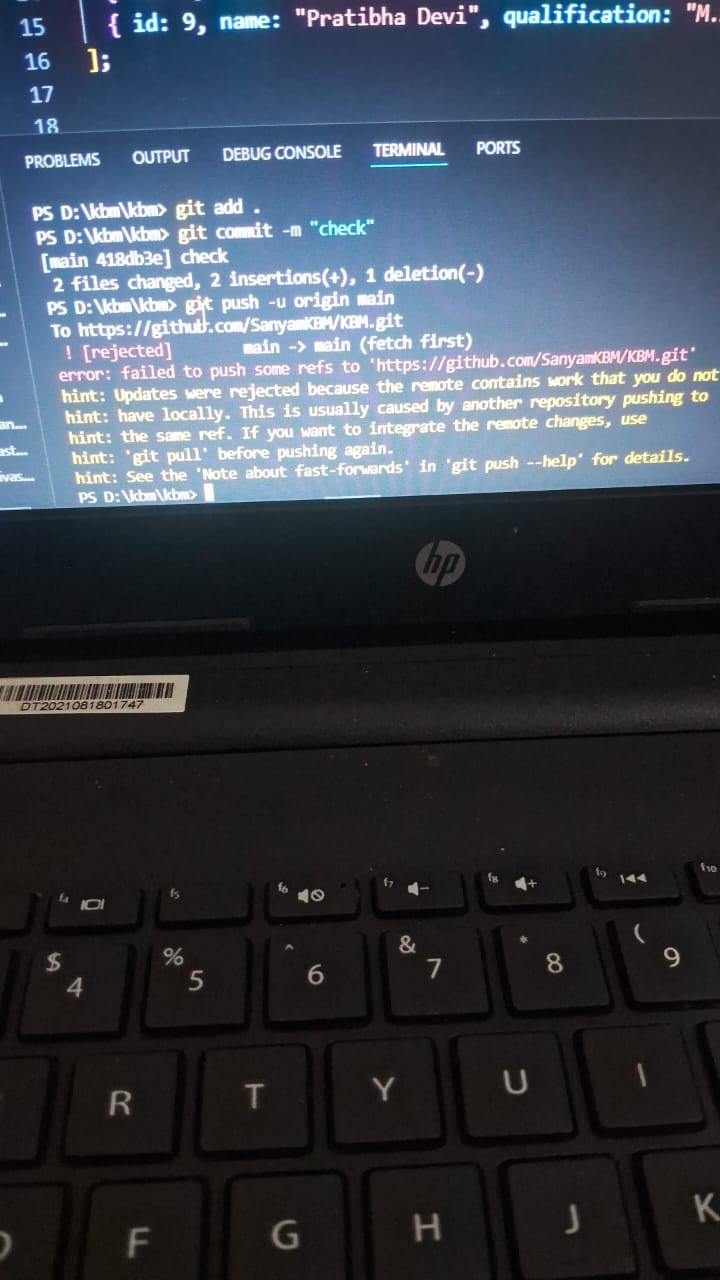 15 { id: 9, name: "Pratibha Devi", qualification: "M.
16 ];
17
18
PROBLEMS OUTPUT DEBUG CONSOLE TERMINAL PORTS
PS D:\kbm\kbm> git add .
PS D:\kbm\kbm> git commit -m "check"
[main 418db3e] check
2 files changed, 2 insertions(+), 1 deletion(-)
PS D:\kbm\kbm> git push -u origin main
To https://github.com/SanyamKBM/KBM.git
! [rejected] main -> main (fetch first)
error: failed to push some refs to 'https://github.com/SanyamKBM/KBM.git'
hint: Updates were rejected because the remote contains work that you do not
an...
hint: have locally. This is usually caused by another repository pushing to
hint: the same ref. If you want to integrate the remote changes, use
ast...
hint: 'git pull' before pushing again.
ivas...
hint: See the 'Note about fast-forwards' in 'git push --help' for details.
PS D:\kbm\kbm>
hp
DT2021081801747
f4 f5 f6 f7 f8 f9 f10
$ % ^ & * (
4 5 6 7 8 9
R T Y U I
F G H J K